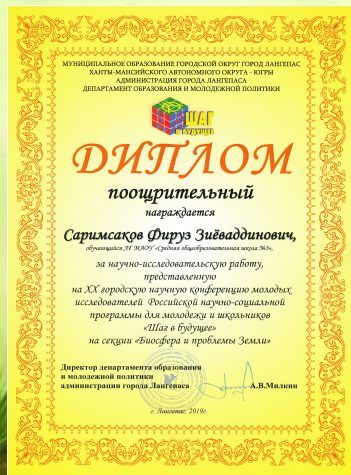 МУНИЦИПАЛЬНОЕ ОБРАЗОВАНИЕ ГОРОДСКОЙ ОКРУГ ГОРОД ЛАНГЕПАС
ХАНТЫ-МАНСИЙСКОГО АВТОНОМНОГО ОКРУГА - ЮГРЫ
АДМИНИСТРАЦИЯ ГОРОДА ЛАНГЕПАСА
ДЕПАРТАМЕНТ ОБРАЗОВАНИЯ И МОЛОДЕЖНОЙ ПОЛИТИКИ
ШАГ
В БУДУЩЕЕ
ДИПЛОМ
поощрительный
награждается
Саримсаков Фируз Зиёваддинович,
обучающийся ЛГ МАОУ «Средняя общеобразовательная школа №3»,
за научно-исследовательскую работу,
представленную
на XX городскую научную конференцию молодых
исследователей Российской научно-социальной
программы для молодежи и школьников
«Шаг в будущее»
на секции «Биосфера и проблемы Земли»
Директор департамента образования
и молодежной политики
администрации города Лангепаса А.В.Милкин
г. Лангепас, 2019г.